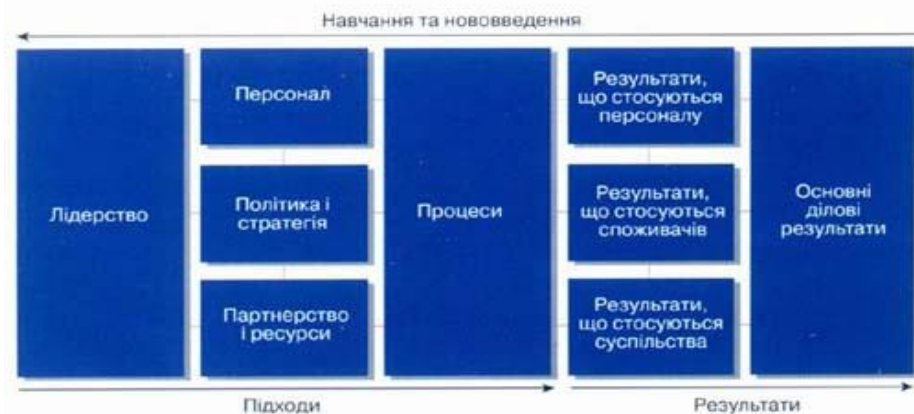 Навчання та нововведення
Лідерство
Персонал
Політика і
стратегія
Партнерство
і ресурси
Процеси
Результати,
що стосуються
персоналу
Результати,
що стосуються
споживачів
Результати,
що стосуються
суспільства
Основні
ділові
результати
Підходи
Результати